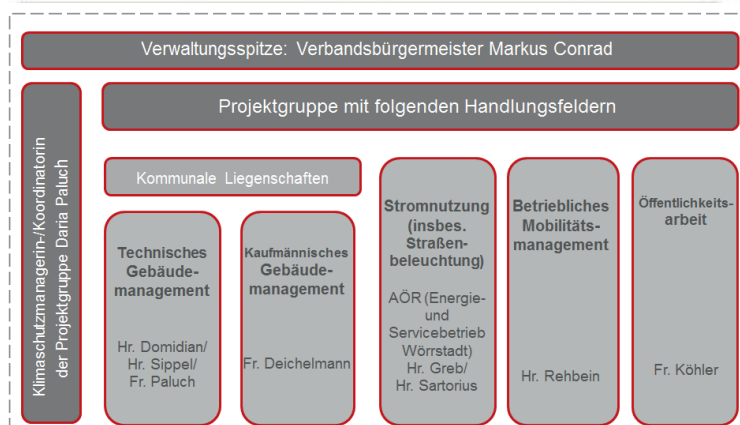 Verwaltungsspitze: Verbandsbürgermeister Markus Conrad
Klimaschutzmanagerin-/Koordinatorin
der Projektgruppe Daria Paluch
Projektgruppe mit folgenden Handlungsfeldern
Kommunale Liegenschaften
Technisches
Gebäude-
management
Hr. Domidian/
Hr. Sippel/
Fr. Paluch
Kaufmännisches
Gebäude-
management
Fr. Deichelmann
Stromnutzung
(insbes.
Straßen-
beleuchtung)
AÖR (Energie-
und
Servicebetrieb
Wörrstadt)
Hr. Greb/
Hr. Sartorius
Betriebliches
Mobilitäts-
management
Hr. Rehbein
Öffentlichkeits-
arbeit
Fr. Köhler